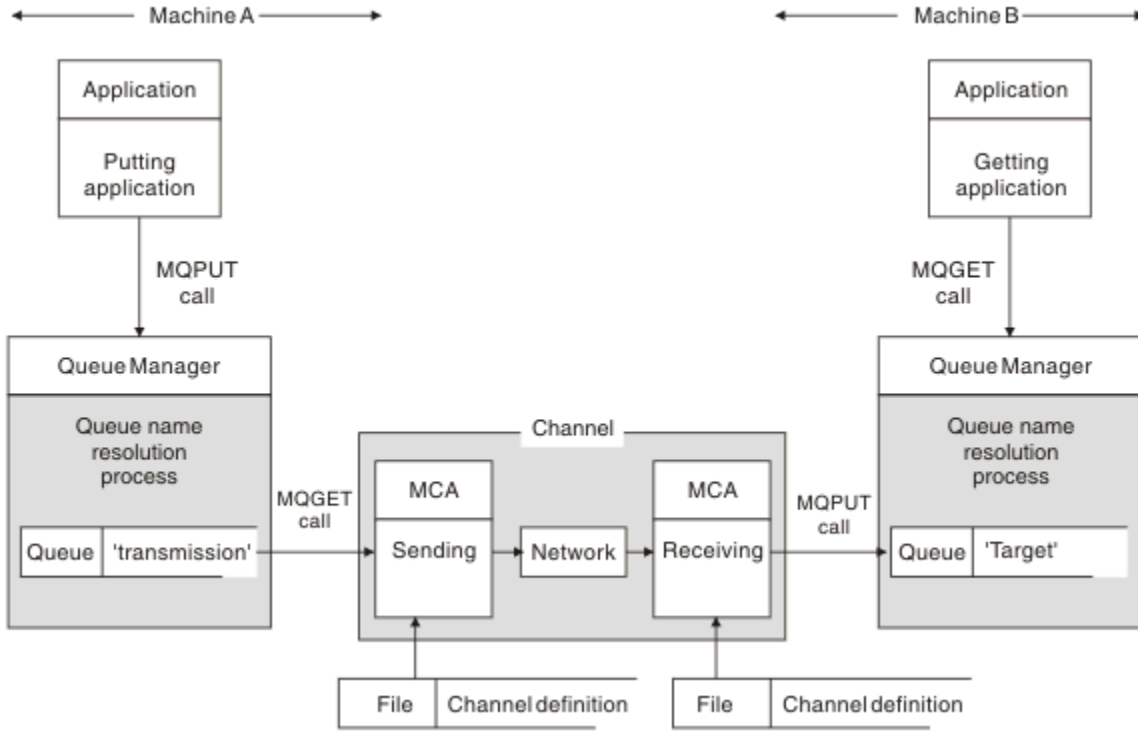 Machine A
Machine B
Application
Putting
application
Application
Getting
application
MQPUT
call
MQGET
call
Queue Manager
Queue name
resolution
process
Queue 'transmission'
MQGET
call
Channel
MCA
Sending
Network
MCA
Receiving
MQPUT
call
Queue Manager
Queue name
resolution
process
Queue 'Target'
File Channel definition
File Channel definition